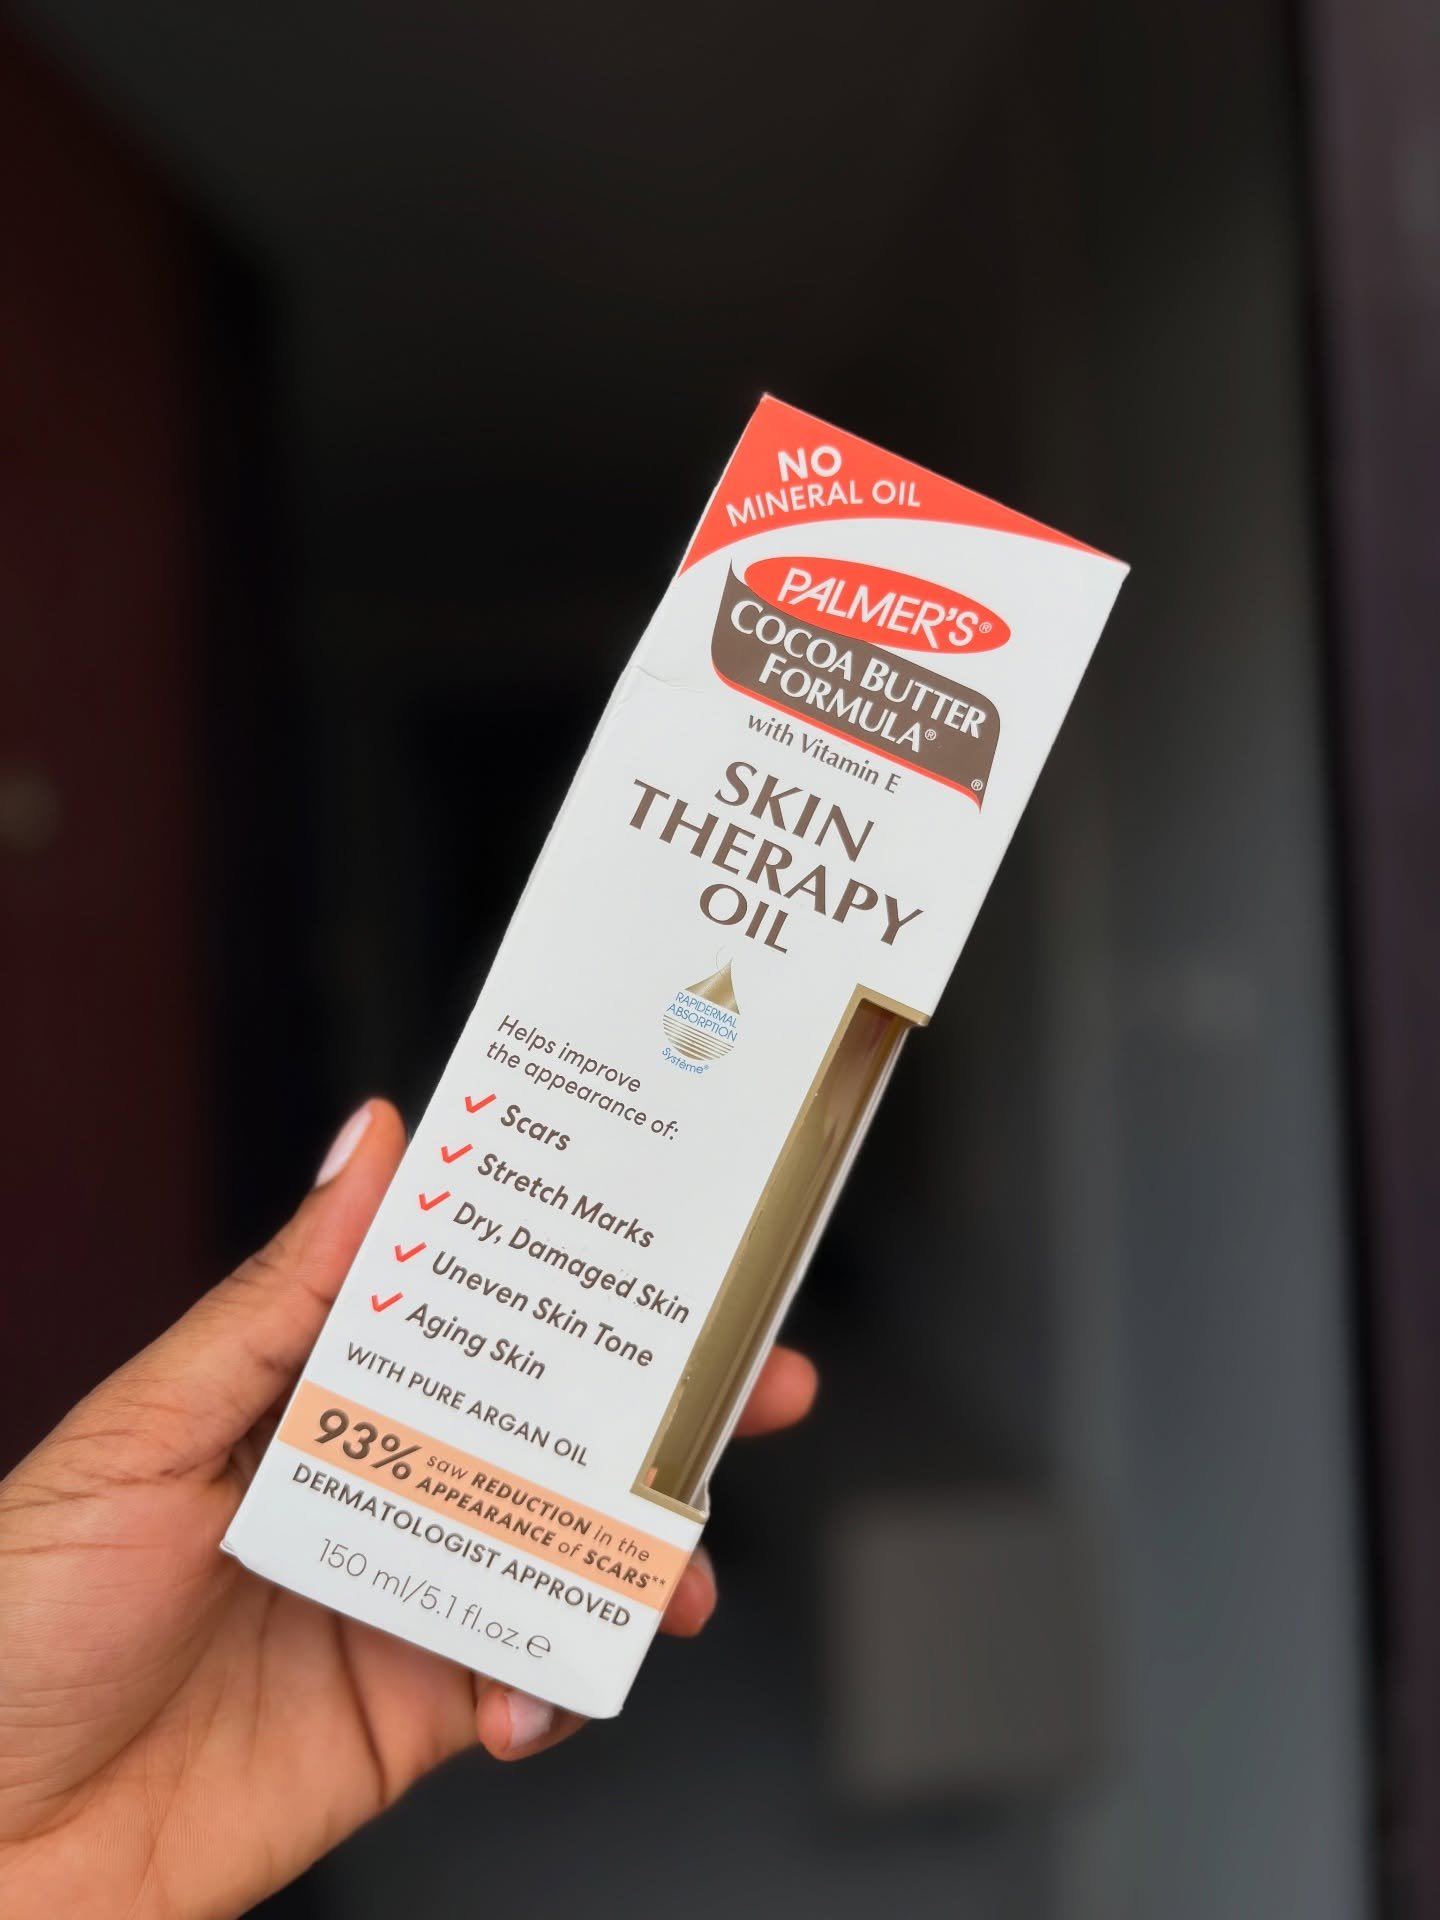 NO
MINERAL OIL
PALMER'S®
COCOA BUTTER
FORMULA®
®
with Vitamin E
SKIN
THERAPY
OIL
RAPIDERMAL
ABSORPTION
Système®
Helps improve
the appearance of:
Scars
Stretch Marks
Dry, Damaged Skin
Uneven Skin Tone
Aging Skin
WITH PURE ARGAN OIL
93% saw REDUCTION in the
APPEARANCE of SCARS**
DERMATOLOGIST APPROVED
150 ml/5.1 fl.oz. ℮